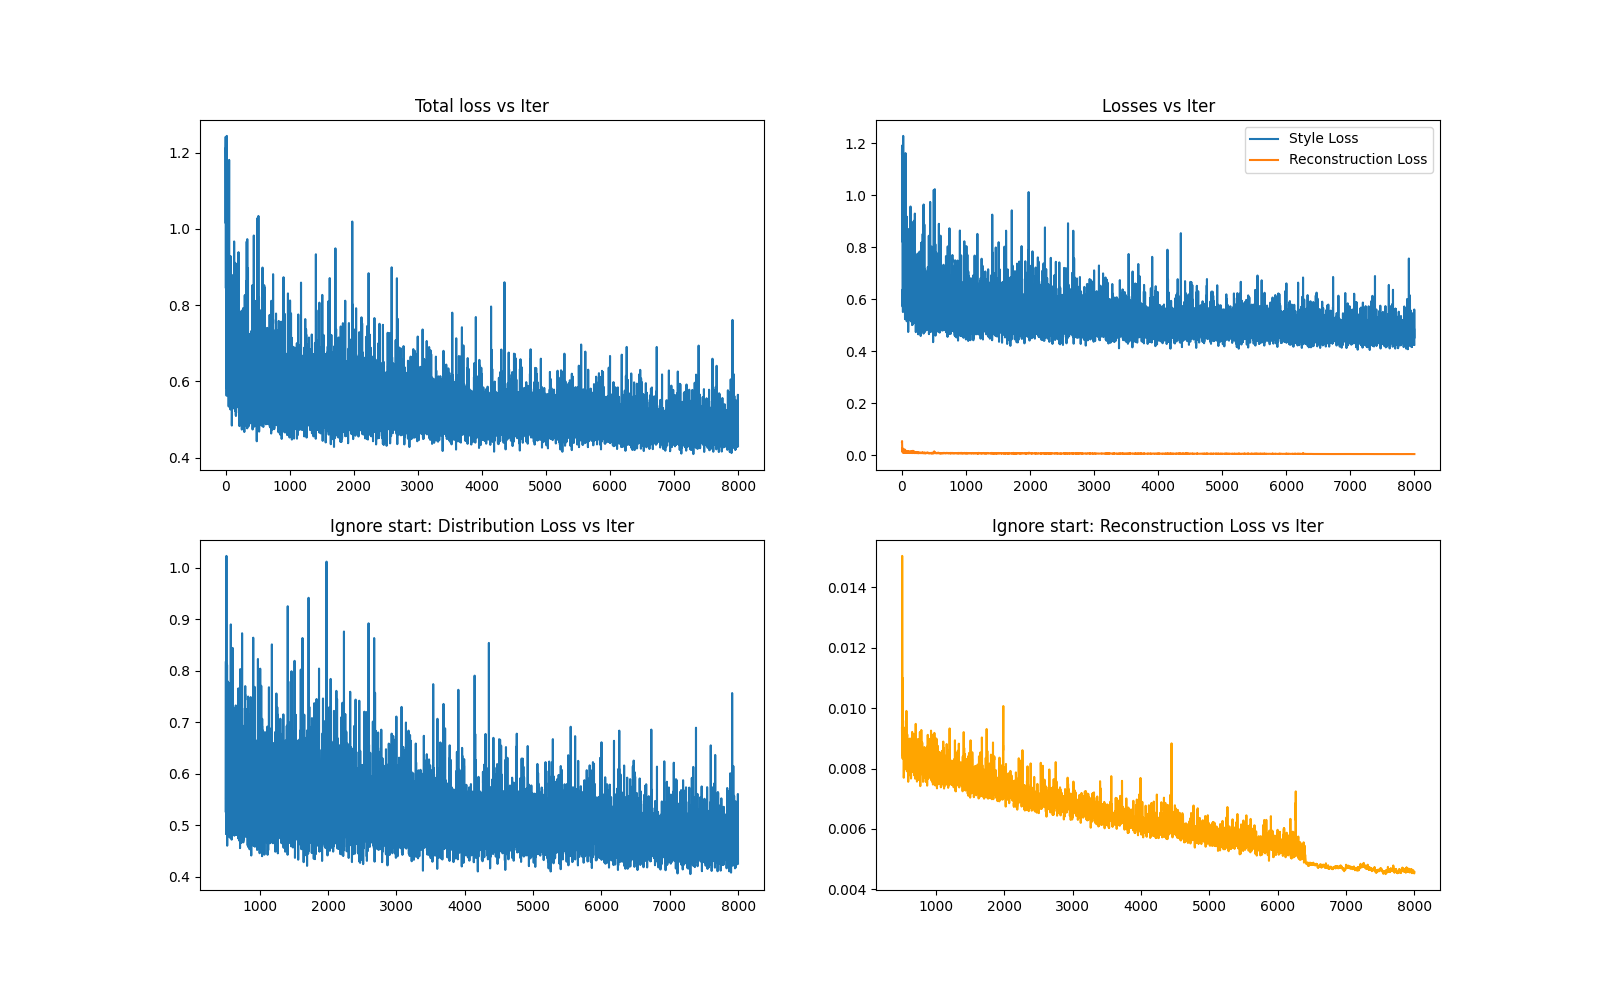 Total loss vs Iter
1.2
1.0
0.8
0.6
0.4
0 1000 2000 3000 4000 5000 6000 7000 8000
Losses vs Iter
Style Loss
Reconstruction Loss
1.2
1.0
0.8
0.6
0.4
0.2
0.0
0 1000 2000 3000 4000 5000 6000 7000 8000
Ignore start: Distribution Loss vs Iter
1.0
0.9
0.8
0.7
0.6
0.5
0.4
1000 2000 3000 4000 5000 6000 7000 8000
Ignore start: Reconstruction Loss vs Iter
0.014
0.012
0.010
0.008
0.006
0.004
1000 2000 3000 4000 5000 6000 7000 8000